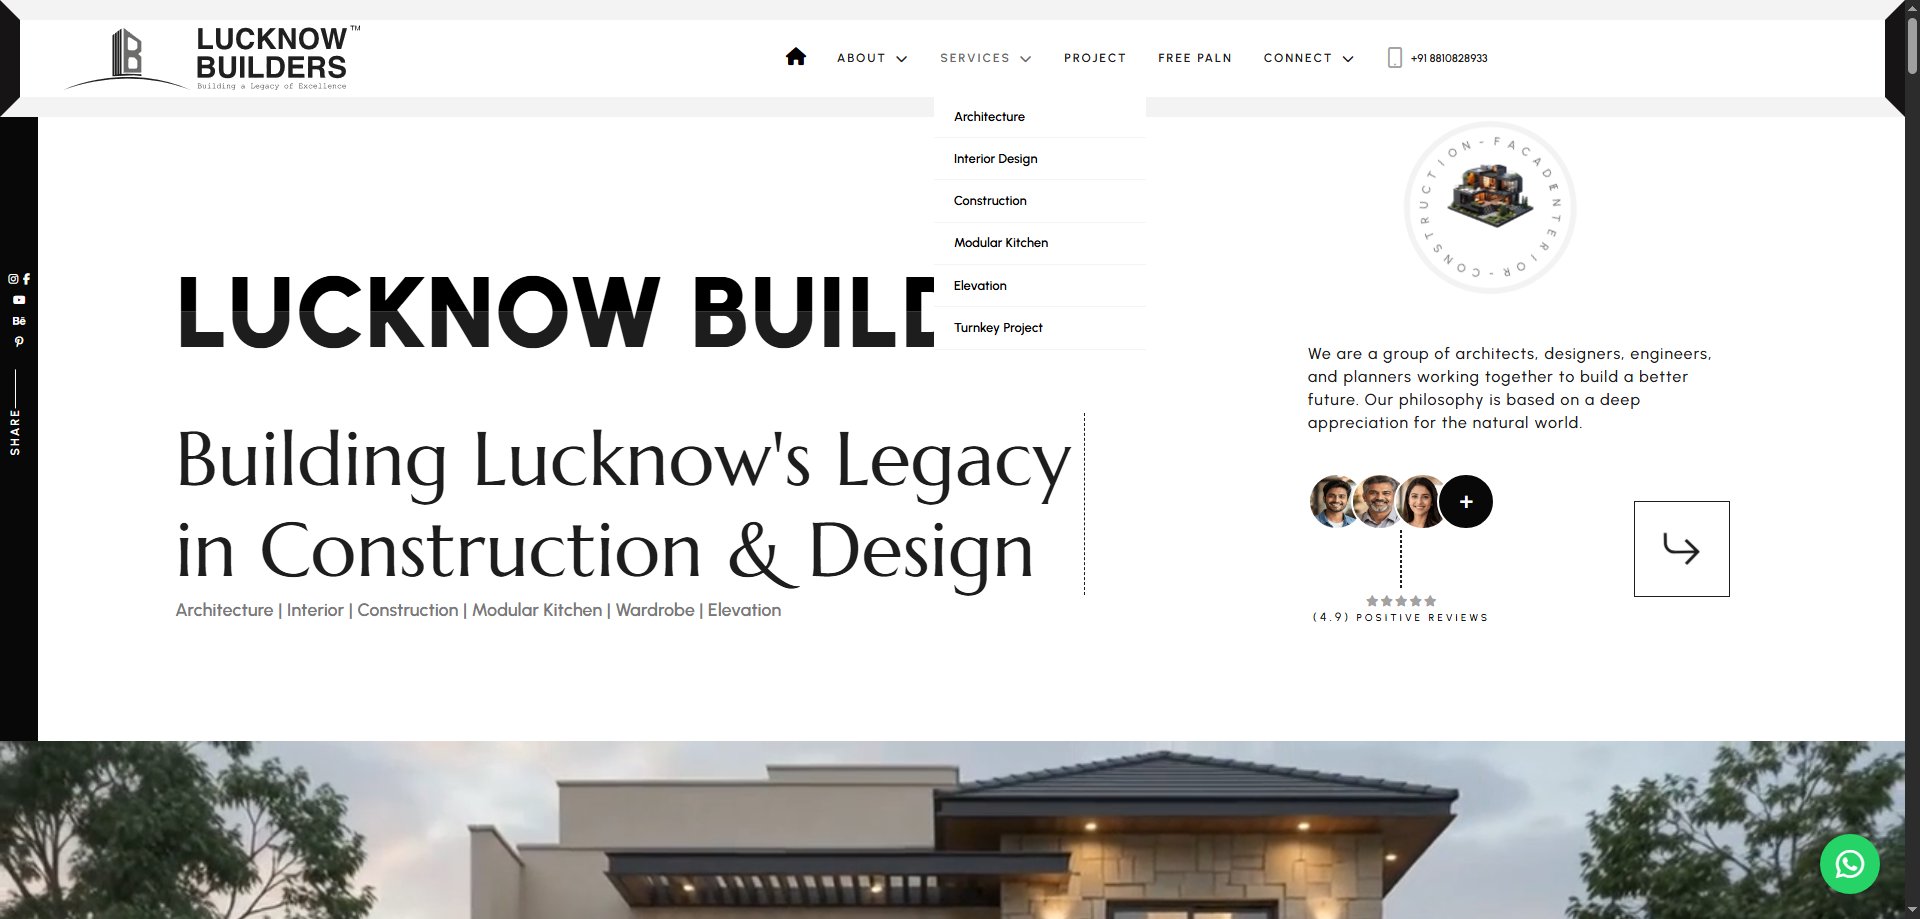 LUCKNOW™
BUILDERS
Building a Legacy of Excellence
ABOUT
SERVICES
PROJECT
FREE PALN
CONNECT
+91 8810828933
Architecture
Interior Design
Construction
Modular Kitchen
Elevation
Turnkey Project
CONSTRUCTION-FACADENTERIOR-
LUCKNOW BUILD
Building Lucknow's Legacy
in Construction & Design
Architecture | Interior | Construction | Modular Kitchen | Wardrobe | Elevation
We are a group of architects, designers, engineers,
and planners working together to build a better
future. Our philosophy is based on a deep
appreciation for the natural world.
+
(4.9) POSITIVE REVIEWS
Bē
SHARE